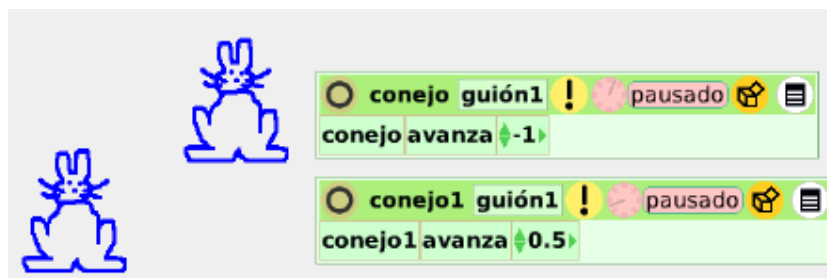 conejo guión1 ! pausado
conejo avanza -1
conejo1 guión1 ! pausado
conejo1 avanza 0.5